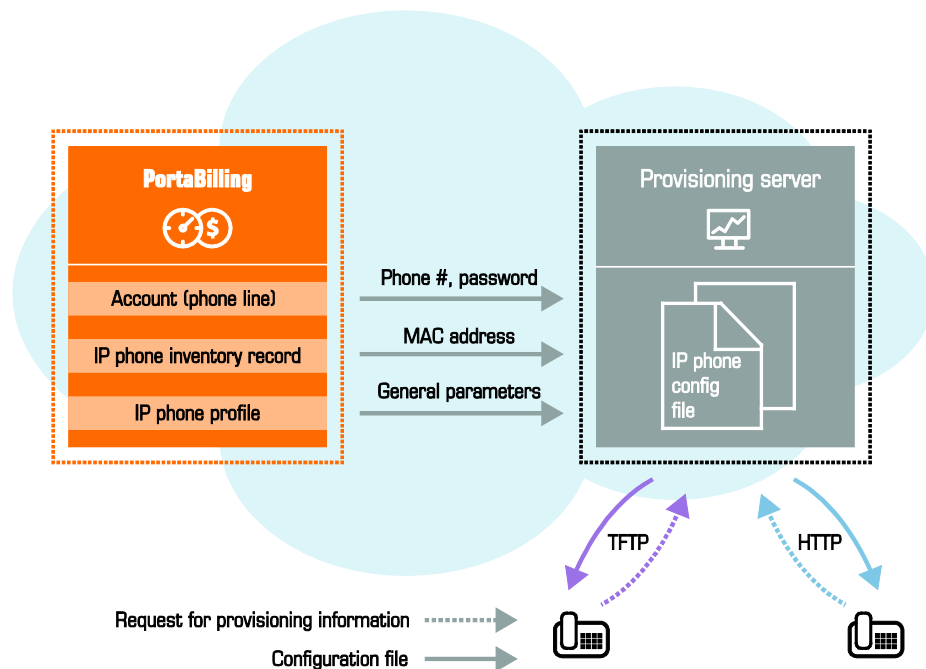 PortaBilling
$
Account (phone line)
IP phone inventory record
IP phone profile
Phone #, password
MAC address
General parameters
Provisioning server
IP phone
config
file
TFTP
HTTP
Request for provisioning information
Configuration file